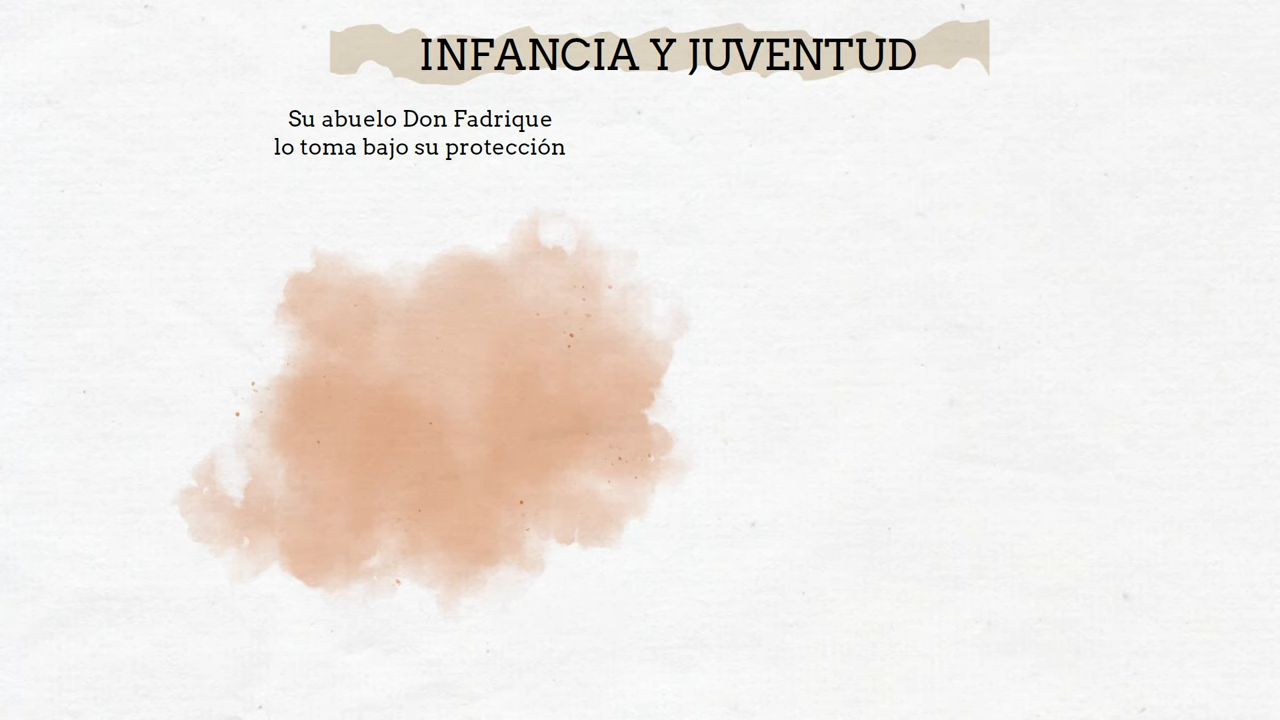 INFANCIA Y JUVENTUD
Su abuelo Don Fadrique
lo toma bajo su protección